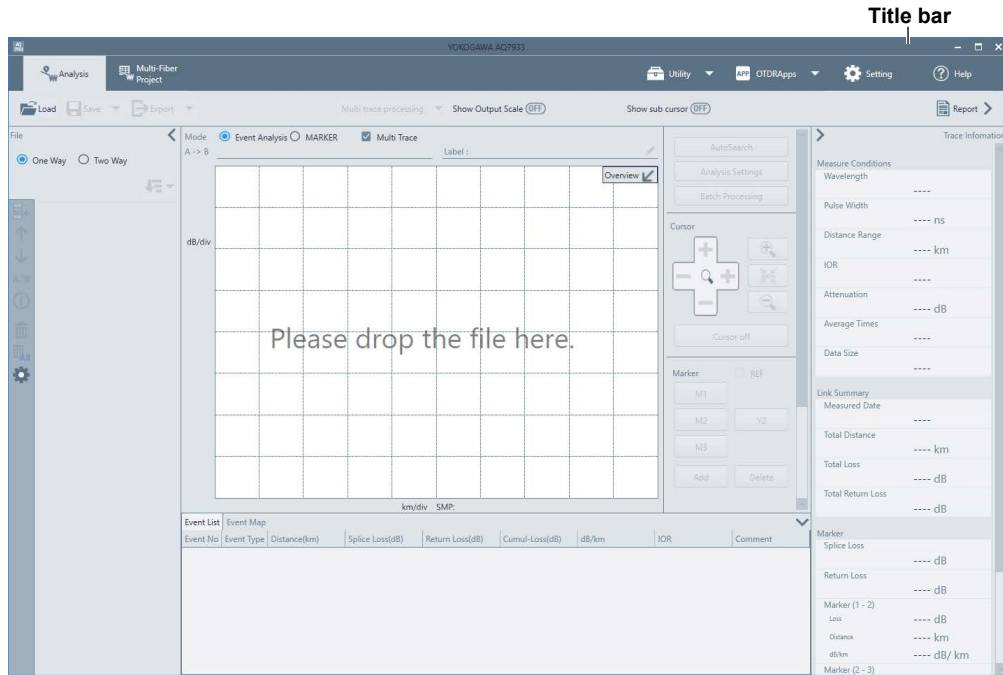 Title bar
YOKOGAWA AQ7933
Analysis
Multi-Fiber
Project
Utility
APP OTDRApps
Setting
Help
Load
Save
Export
Multi trace processing
Show Output Scale OFF
Show sub cursor OFF
Report
File
One Way Two Way
All
Mode Event Analysis MARKER Multi Trace
A -> B
Label :
Overview
dB/div
Please drop the file here.
km/div SMP:
AutoSearch
Analysis Settings
Batch Processing
Cursor
Cursor off
Marker REF
M1
M2 Y2
M3
Add Delete
Event List Event Map
Event No Event Type Distance(km) Splice Loss(dB) Return Loss(dB) Cumul-Loss(dB) dB/km IOR Comment
Trace Infomation
Measure Conditions
Wavelength
----
Pulse Width
---- ns
Distance Range
---- km
IOR
----
Attenuation
---- dB
Average Times
----
Data Size
----
Link Summary
Measured Date
----
Total Distance
---- km
Total Loss
---- dB
Total Return Loss
---- dB
Marker
Splice Loss
---- dB
Return Loss
---- dB
Marker (1 - 2)
Loss ---- dB
Distance ---- km
dB/km ---- dB/ km
Marker (2 - 3)